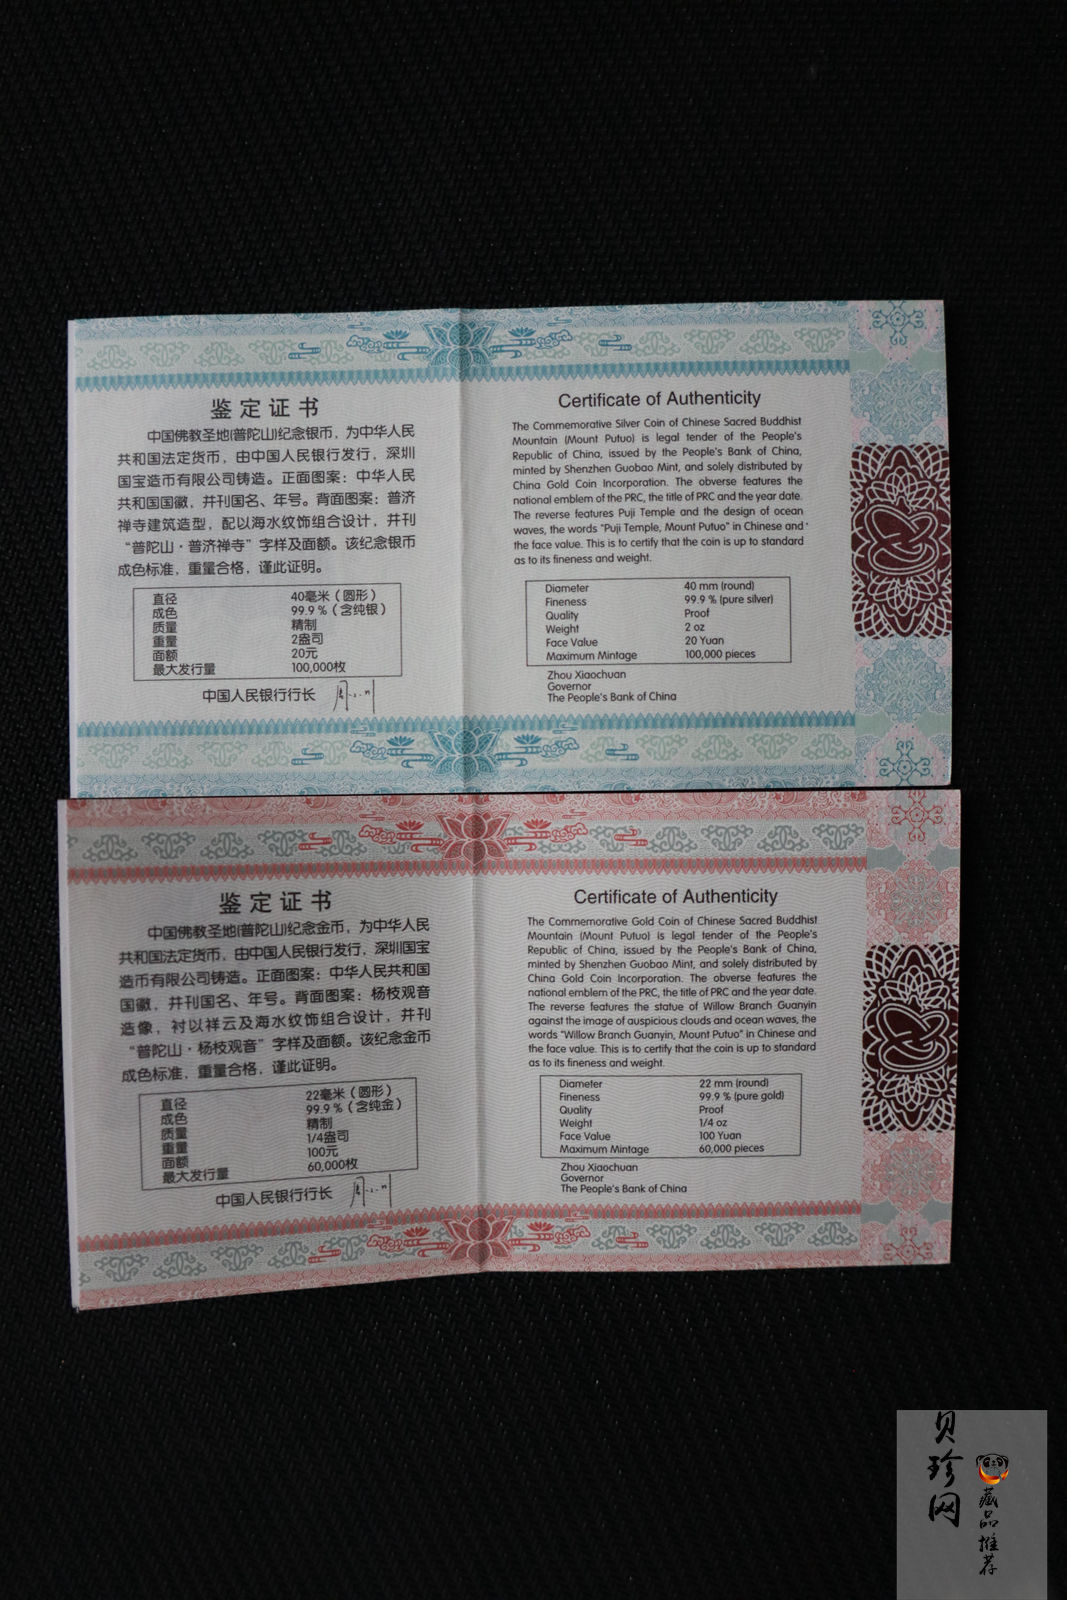 鉴定证书
中国佛教圣地(普陀山)纪念银币，为中华人民
共和国法定货币，由中国人民银行发行，深圳
国宝造币有限公司铸造。正面图案：中华人民
共和国国徽，并刊国名、年号。背面图案：普济
禅寺建筑造型，配以海水纹饰组合设计，并刊
“普陀山·普济禅寺”字样及面额。该纪念银币
成色标准，重量合格，谨此证明。
直径 40毫米（圆形）
成色 99.9％（含纯银）
质量 精制
重量 2盎司
面额 20元
最大发行量 100,000枚
中国人民银行行长
Certificate of Authenticity
The Commemorative Silver Coin of Chinese Sacred Buddhist
Mountain (Mount Putuo) is legal tender of the People's
Republic of China, issued by the People's Bank of China,
minted by Shenzhen Guobao Mint, and solely distributed by
China Gold Coin Incorporation. The obverse features the
national emblem of the PRC, the title of PRC and the year date.
The reverse features Puji Temple and the design of ocean
waves, the words "Puji Temple, Mount Putuo" in Chinese and
the face value. This is to certify that the coin is up to standard
as to its fineness and weight.
Diameter 40 mm (round)
Fineness 99.9 % (pure silver)
Quality Proof
Weight 2 oz
Face Value 20 Yuan
Maximum Mintage 100,000 pieces
Zhou Xiaochuan
Governor
The People's Bank of China
鉴定证书
中国佛教圣地(普陀山)纪念金币，为中华人民
共和国法定货币，由中国人民银行发行，深圳国宝
造币有限公司铸造。正面图案：中华人民共和国
国徽，并刊国名、年号。背面图案：杨枝观音
造像，衬以祥云及海水纹饰组合设计，并刊
“普陀山·杨枝观音”字样及面额。该纪念金币
成色标准，重量合格，谨此证明。
直径 22毫米（圆形）
成色 99.9％（含纯金）
质量 精制
重量 1/4盎司
面额 100元
最大发行量 60,000枚
中国人民银行行长
Certificate of Authenticity
The Commemorative Gold Coin of Chinese Sacred Buddhist
Mountain (Mount Putuo) is legal tender of the People's
Republic of China, issued by the People's Bank of China,
minted by Shenzhen Guobao Mint, and solely distributed by
China Gold Coin Incorporation. The obverse features the
national emblem of the PRC, the title of PRC and the year date.
The reverse features the statue of Willow Branch Guanyin
against the image of auspicious clouds and ocean waves, the
words "Willow Branch Guanyin, Mount Putuo" in Chinese and
the face value. This is to certify that the coin is up to standard
as to its fineness and weight.
Diameter 22 mm (round)
Fineness 99.9 % (pure gold)
Quality Proof
Weight 1/4 oz
Face Value 100 Yuan
Maximum Mintage 60,000 pieces
Zhou Xiaochuan
Governor
The People's Bank of China
贝珍网
藏品推荐